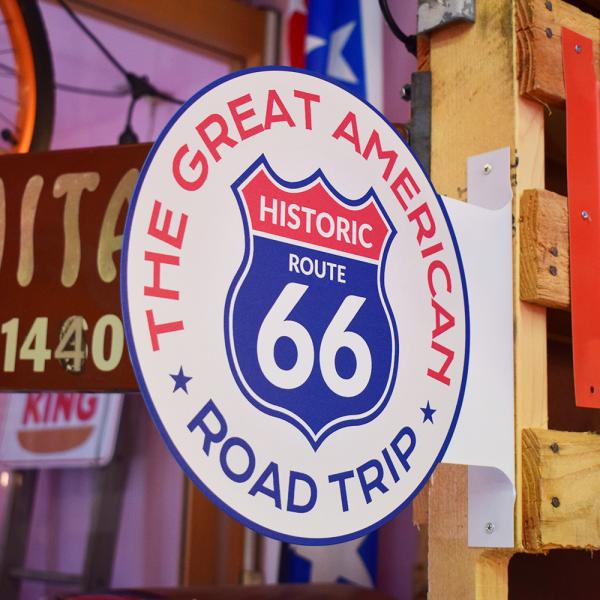 THE GREAT AMERICAN
HISTORIC
ROUTE
66
ROAD TRIP
1440
KING